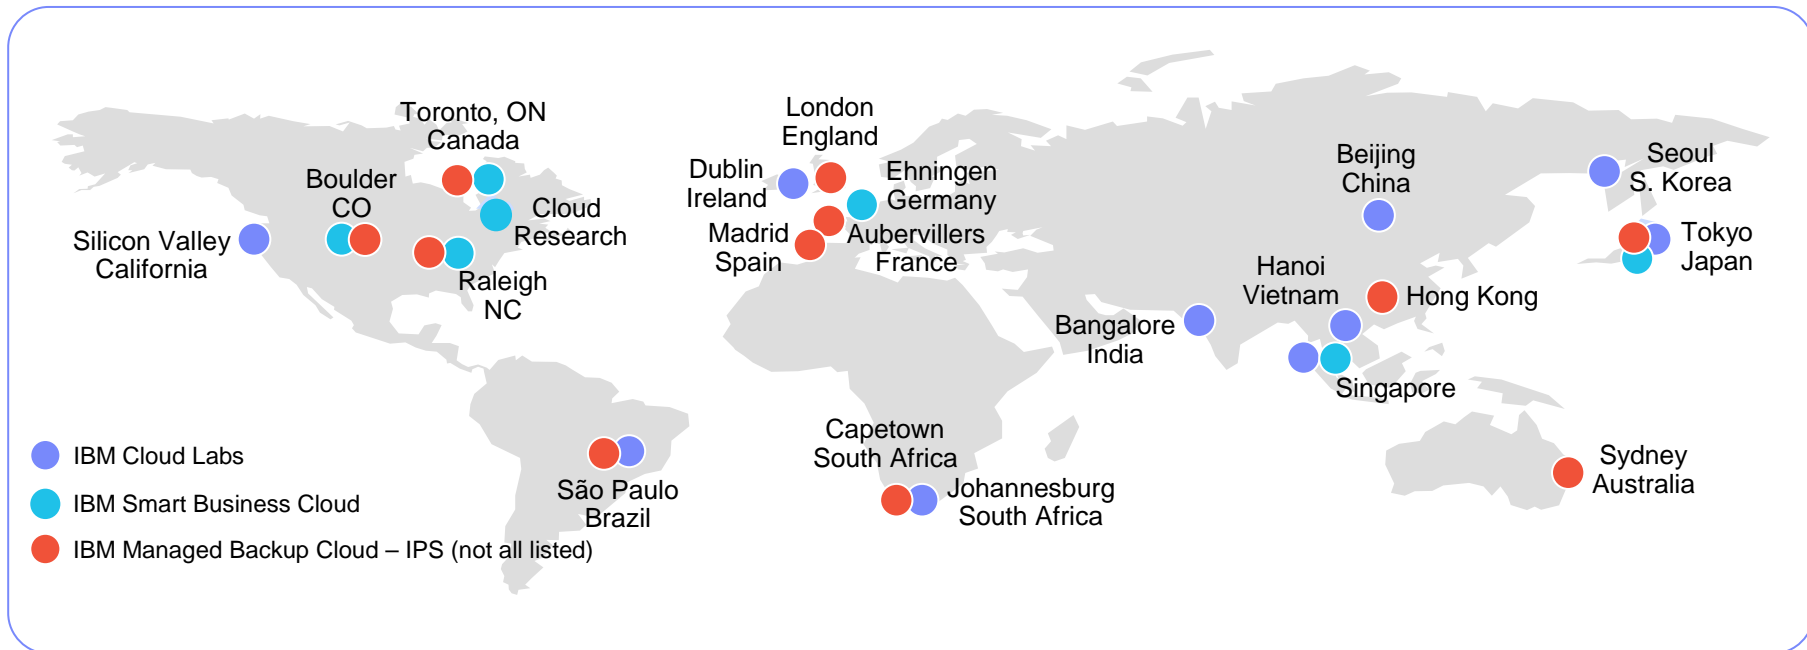 Toronto, ON
Canada
Boulder
CO
Silicon Valley
California
Cloud
Research
Raleigh
NC
London
England
Dublin
Ireland
Ehningen
Germany
Madrid
Spain
Aubervillers
France
Beijing
China
Seoul
S. Korea
Tokyo
Japan
Hanoi
Vietnam
Hong Kong
Bangalore
India
Singapore
Capetown
South Africa
Johannesburg
South Africa
São Paulo
Brazil
Sydney
Australia
IBM Cloud Labs
IBM Smart Business Cloud
IBM Managed Backup Cloud – IPS (not all listed)